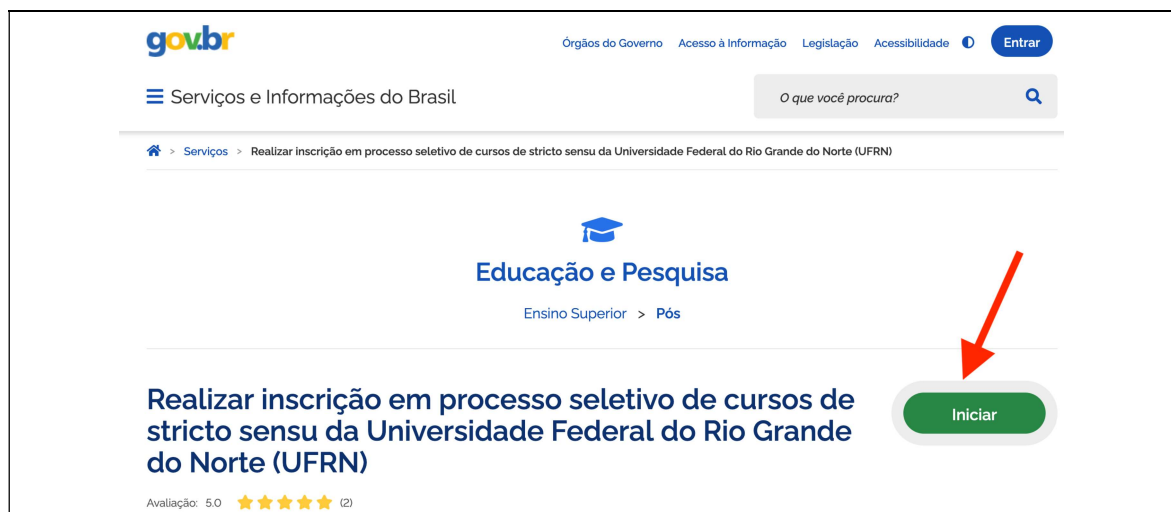 gov.br
Órgãos do Governo Acesso à Informação Legislação Acessibilidade Entrar
Serviços e Informações do Brasil
O que você procura?
> Serviços > Realizar inscrição em processo seletivo de cursos de stricto sensu da Universidade Federal do Rio Grande do Norte (UFRN)
Educação e Pesquisa
Ensino Superior > Pós
Realizar inscrição em processo seletivo de cursos de
stricto sensu da Universidade Federal do Rio Grande
do Norte (UFRN)
Iniciar
Avaliação: 5.0 (2)